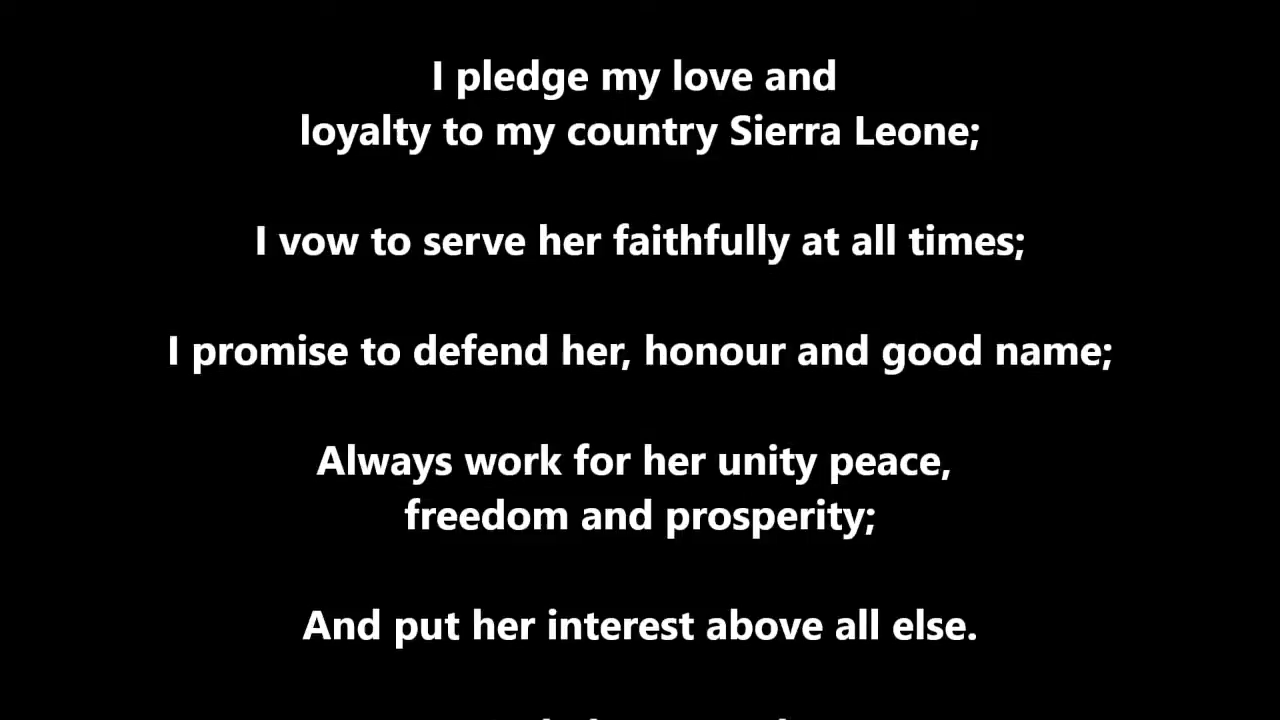 I pledge my love and
loyalty to my country Sierra Leone;
I vow to serve her faithfully at all times;
I promise to defend her, honour and good name;
Always work for her unity peace,
freedom and prosperity;
And put her interest above all else.